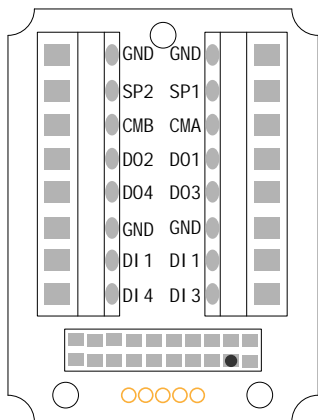 GND GND
SP2 SP1
CMB CMA
DO2 DO1
DO4 DO3
GND GND
DI1 DI1
DI4 DI3